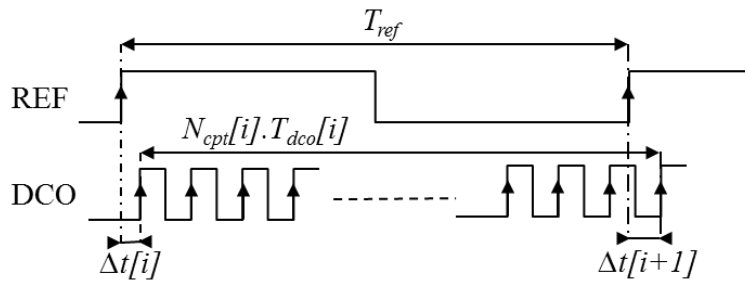 T_ref
REF
N_cpt[i].T_dco[i]
DCO
Δt[i]
Δt[i+1]